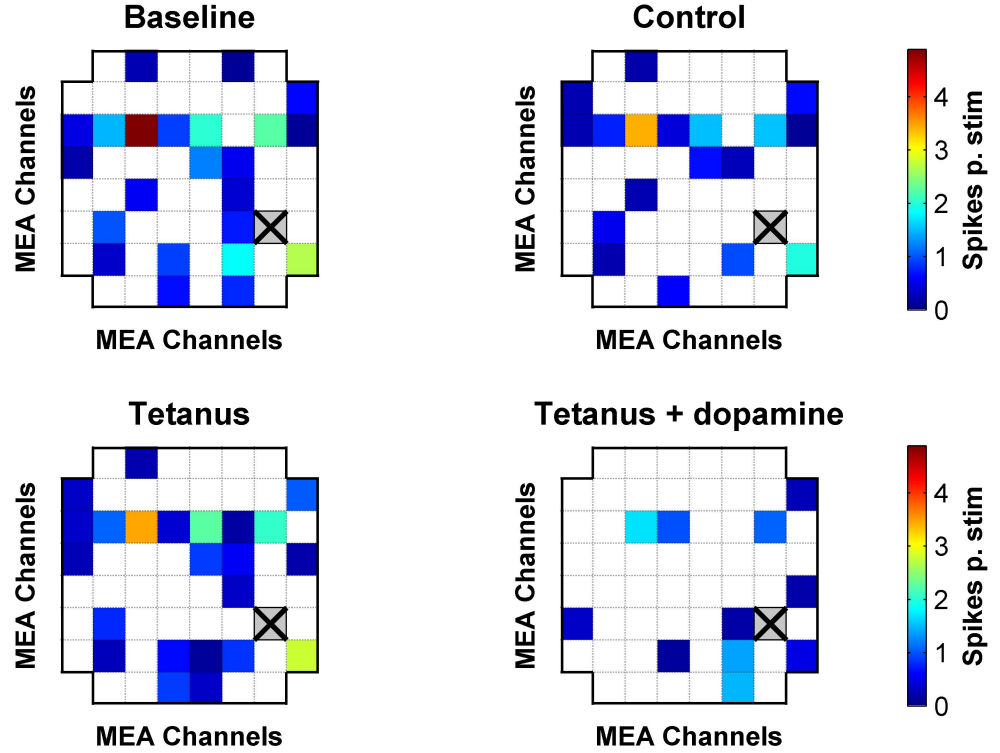 Baseline
Control
MEA Channels
MEA Channels
4
3
2
1
0
Spikes p. stim
MEA Channels
MEA Channels
Tetanus
Tetanus + dopamine
MEA Channels
MEA Channels
4
3
2
1
0
Spikes p. stim
MEA Channels
MEA Channels